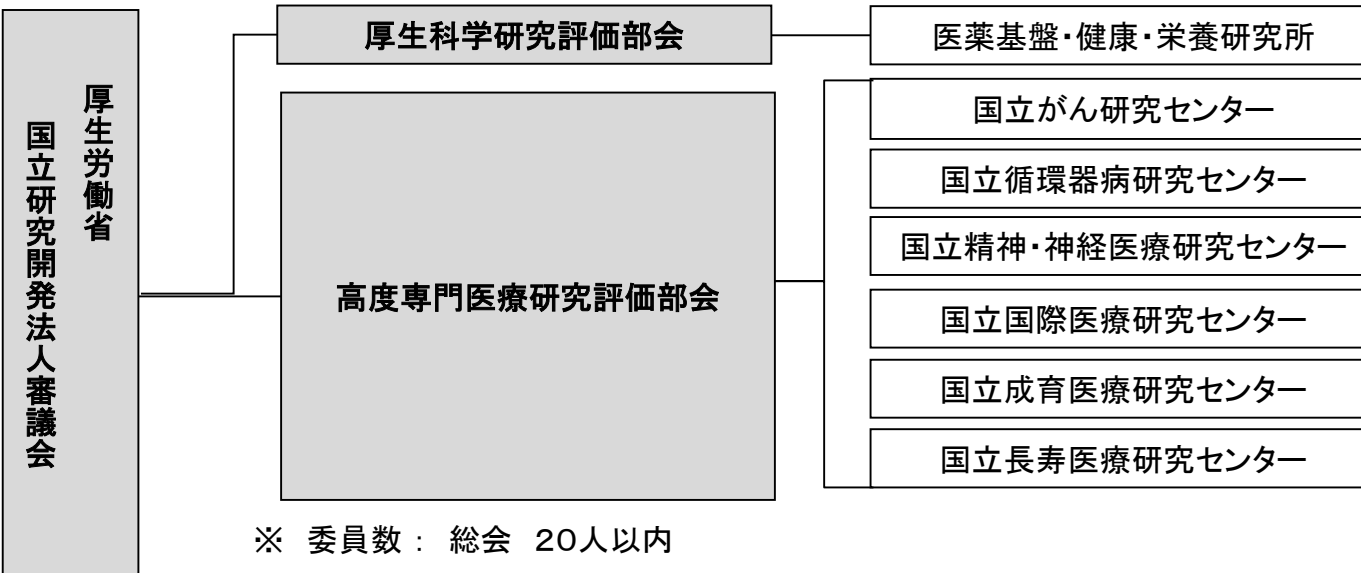 厚生労働省
国立研究開発法人審議会
厚生科学研究評価部会
医薬基盤・健康・栄養研究所
高度専門医療研究評価部会
国立がん研究センター
国立循環器病研究センター
国立精神・神経医療研究センター
国立国際医療研究センター
国立成育医療研究センター
国立長寿医療研究センター
※ 委員数： 総会 20人以内